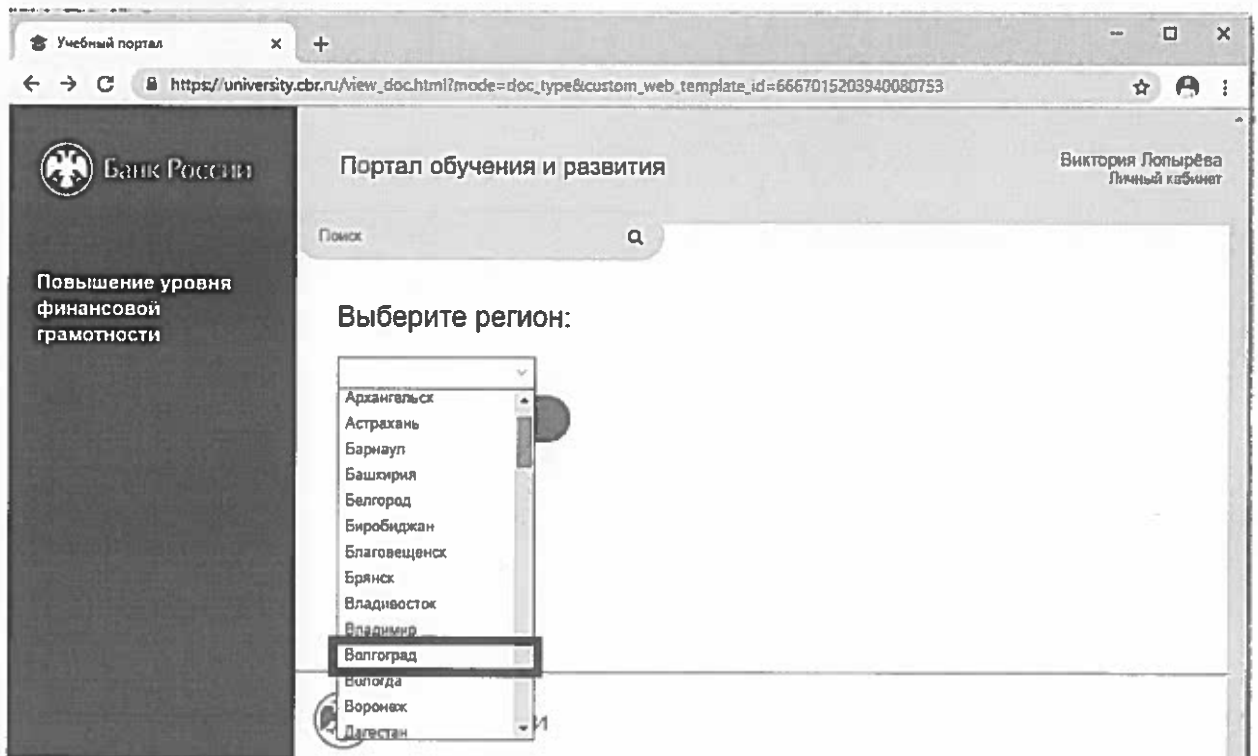 Учебный портал
https://university.cbr.ru/view_doc.html?mode=doc_type&custom_web_template_id=6667015203940080753
Банк России
Портал обучения и развития
Виктория Лопырёва
Личный кабинет
Поиск
Повышение уровня
финансовой
грамотности
Выберите регион:
Архангельск
Астрахань
Барнаул
Башкирия
Белгород
Биробиджан
Благовещенск
Брянск
Владивосток
Владимир
Волгоград
Вологда
Воронеж
Дагестан
И